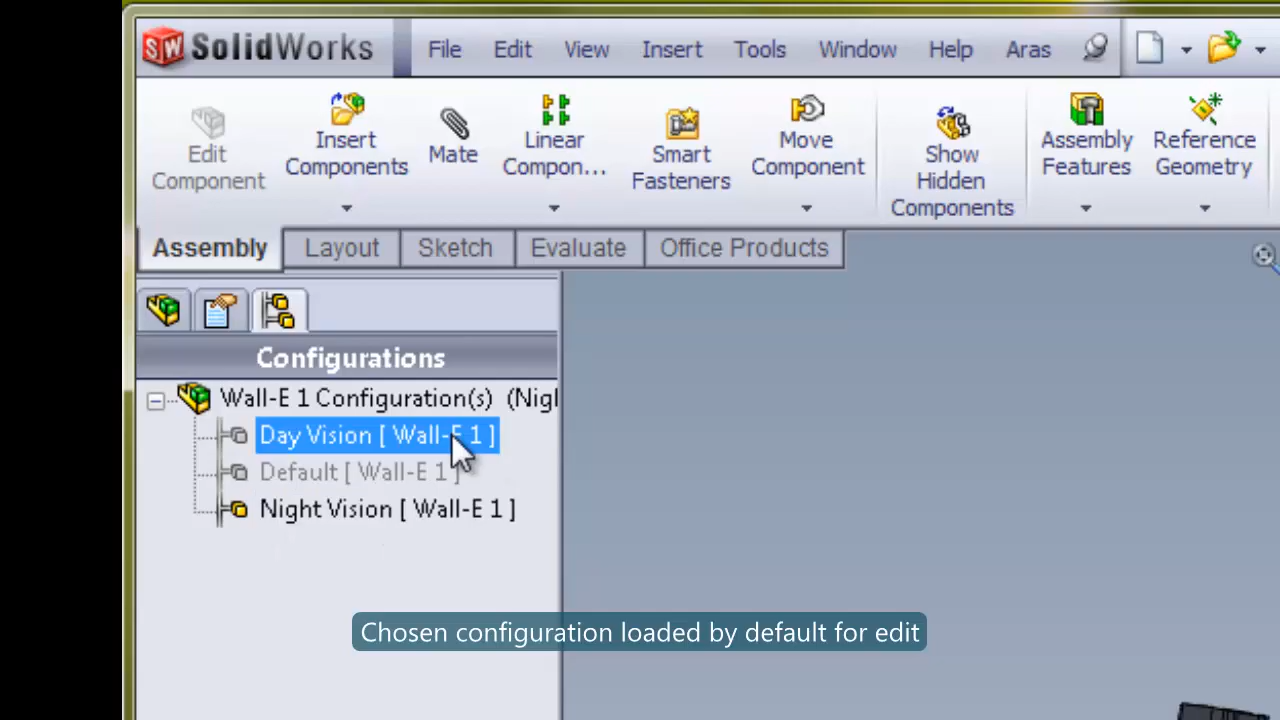 SolidWorks File Edit View Insert Tools Window Help Aras
Edit Component
Insert Components
Mate
Linear Compon...
Smart Fasteners
Move Component
Show Hidden Components
Assembly Features
Reference Geometry
Assembly Layout Sketch Evaluate Office Products
Configurations
Wall-E 1 Configuration(s) (Nigl
Day Vision [ Wall-E 1 ]
Default [ Wall-E 1 ]
Night Vision [ Wall-E 1 ]
Chosen configuration loaded by default for edit